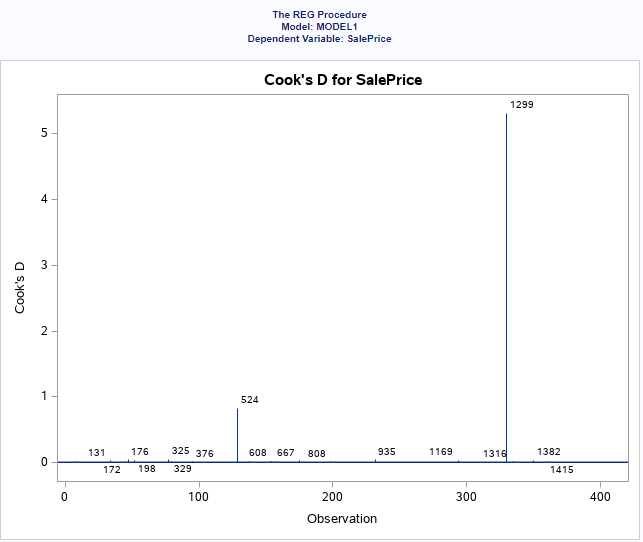 The REG Procedure
Model: MODEL1
Dependent Variable: SalePrice
Cook's D for SalePrice
1299
5
4
3
Cook's D
2
1
524
131 176 325 376 608 667 808 935 1169 1316 1382
0
172 198 329 1415
0 100 200 300 400
Observation